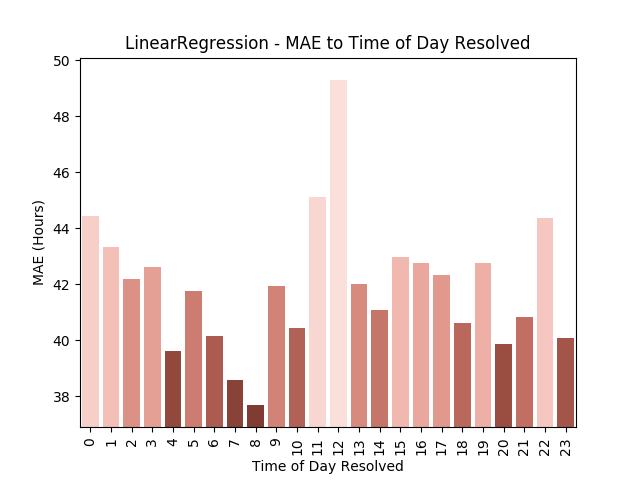 LinearRegression - MAE to Time of Day Resolved
50
48
46
44
42
40
38
MAE (Hours)
0 1 2 3 4 5 6 7 8 9 10 11 12 13 14 15 16 17 18 19 20 21 22 23
Time of Day Resolved